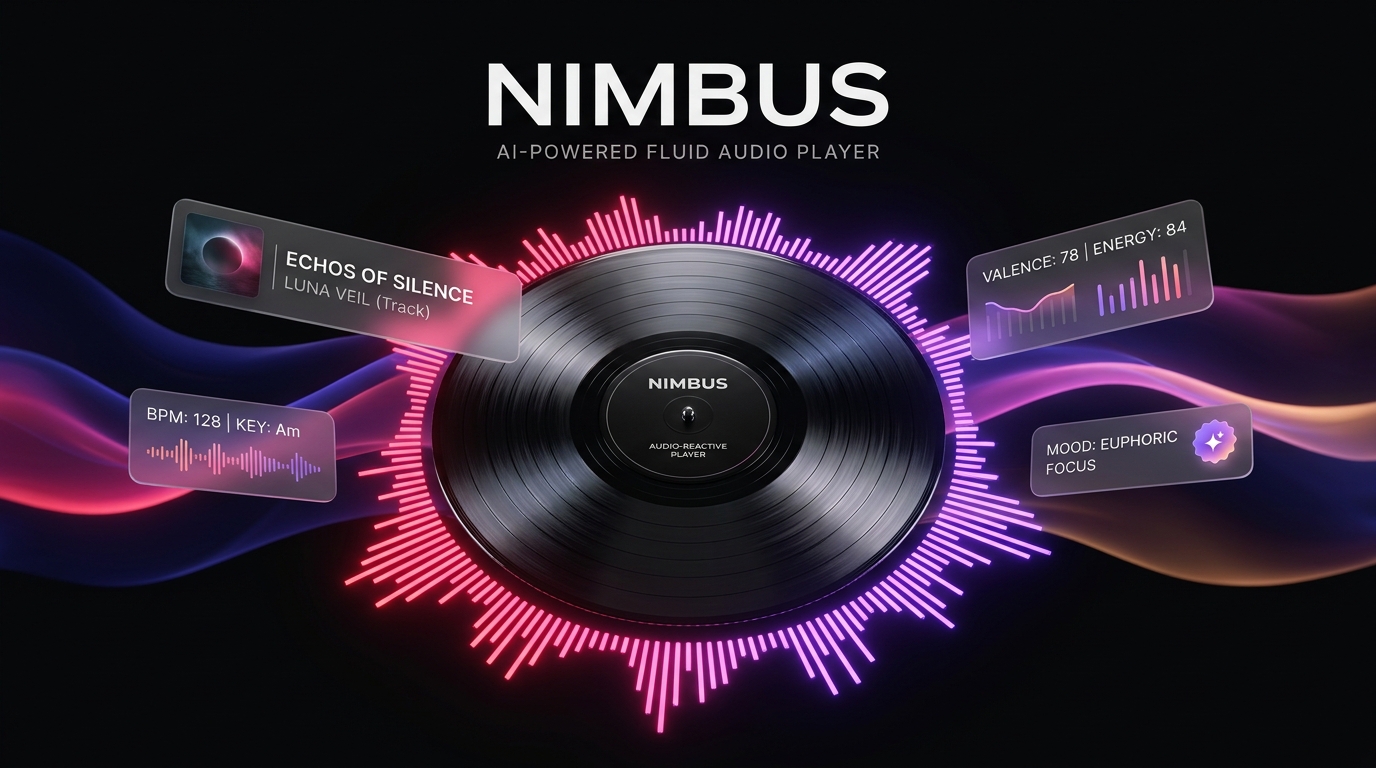 NIMBUS
AI-POWERED FLUID AUDIO PLAYER
ECHOS OF SILENCE
LUNA VEIL (Track)
VALENCE: 78 | ENERGY: 84
BPM: 128 | KEY: Am
NIMBUS
AUDIO-REACTIVE
PLAYER
MOOD: EUPHORIC
FOCUS